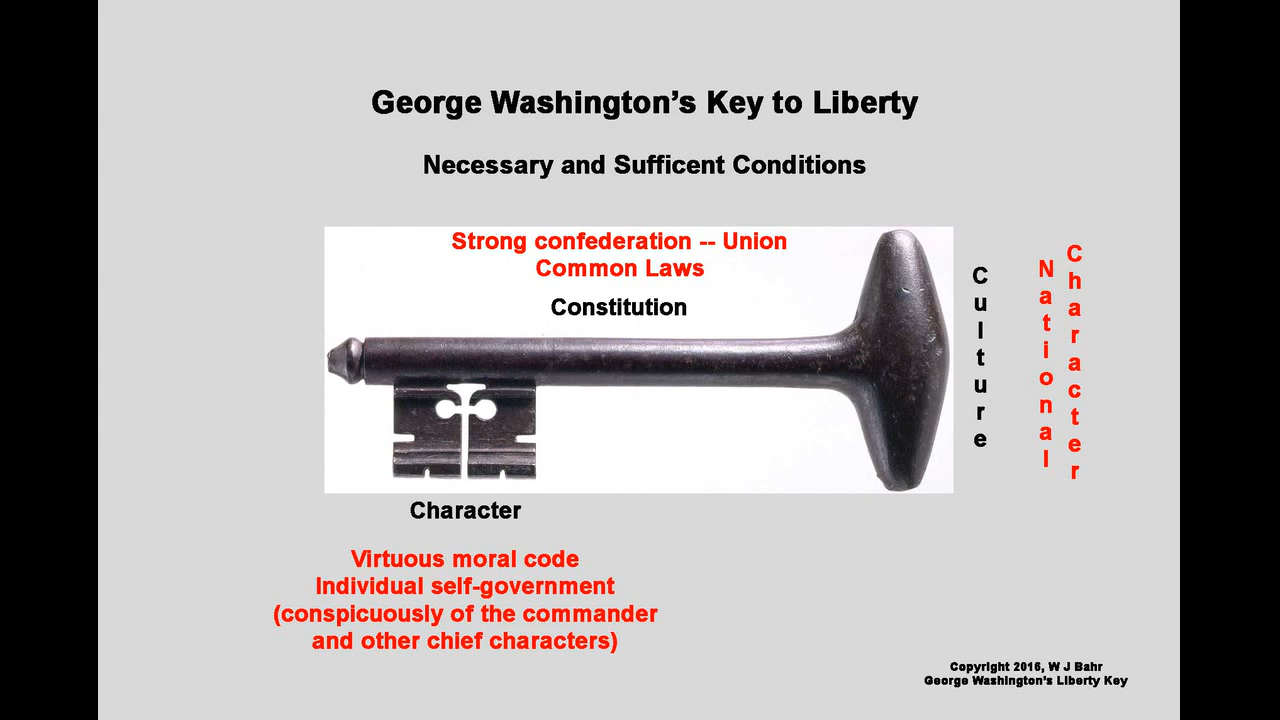 George Washington's Key to Liberty
Necessary and Sufficent Conditions
Strong confederation -- Union
Common Laws
Constitution
Culture
National
Character
Character
Virtuous moral code
Individual self-government
(conspicuously of the commander
and other chief characters)
Copyright 2016, W J Bahr
George Washington's Liberty Key